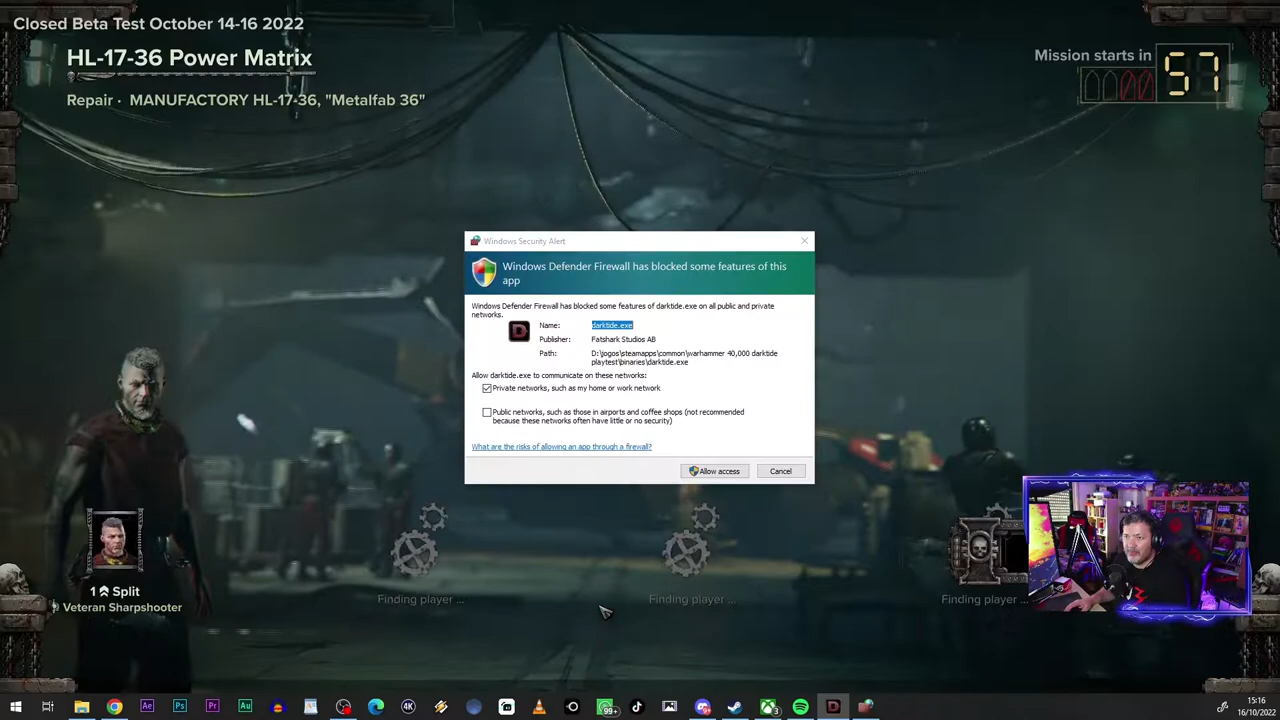 Closed Beta Test October 14-16 2022
HL-17-36 Power Matrix
Repair · MANUFACTORY HL-17-36, "Metalfab 36"
Mission starts in
57
Windows Security Alert
Windows Defender Firewall has blocked some features of this
app
Windows Defender Firewall has blocked some features of darktide.exe on all public and private
networks.
Name: darktide.exe
Publisher: Fatshark Studios AB
Path: D:\jogos\steamapps\common\warhammer 40,000 darktide
playtest\binaries\darktide.exe
Allow darktide.exe to communicate on these networks:
Private networks, such as my home or work network
Public networks, such as those in airports and coffee shops (not recommended
because these networks often have little or no security)
What are the risks of allowing an app through a firewall?
Allow access
Cancel
1 Split
Veteran Sharpshooter
Finding player ...
Finding player ...
Finding player ...
Ae
Ps
Pr
Au
4K
99+
3
D
15:16
16/10/2022